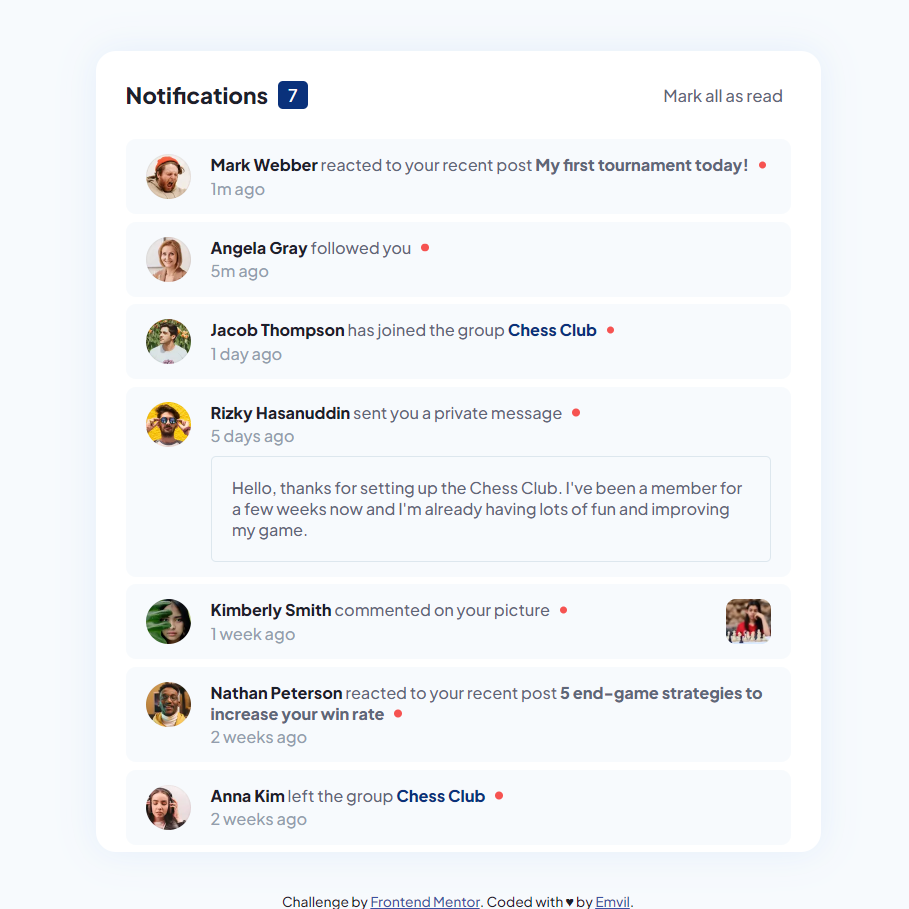 Notifications 7 Mark all as read
Mark Webber reacted to your recent post My first tournament today!
1m ago
Angela Gray followed you
5m ago
Jacob Thompson has joined the group Chess Club
1 day ago
Rizky Hasanuddin sent you a private message
5 days ago
Hello, thanks for setting up the Chess Club. I've been a member for
a few weeks now and I'm already having lots of fun and improving
my game.
Kimberly Smith commented on your picture
1 week ago
Nathan Peterson reacted to your recent post 5 end-game strategies to
increase your win rate
2 weeks ago
Anna Kim left the group Chess Club
2 weeks ago
Challenge by Frontend Mentor. Coded with ♥ by Emvil.